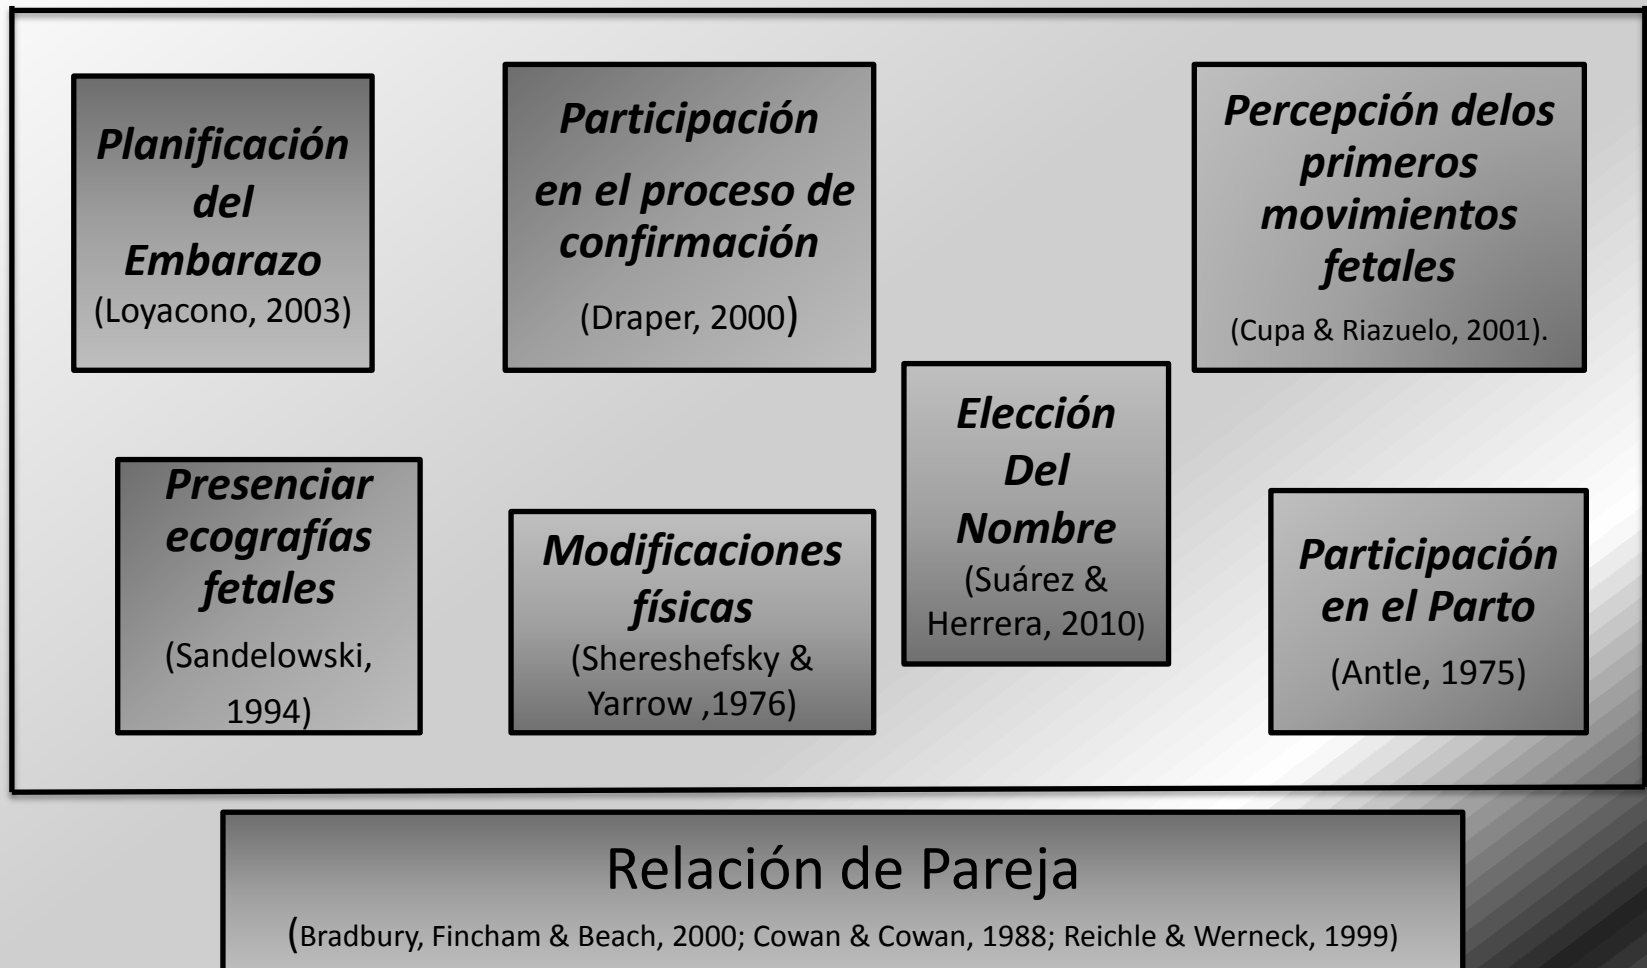 Planificación
del
Embarazo
(Loyacono, 2003)
Participación
en el proceso de
confirmación
(Draper, 2000)
Percepción delos
primeros
movimientos
fetales
(Cupa & Riazuelo, 2001).
Presenciar
ecografías
fetales
(Sandelowski,
1994)
Modificaciones
físicas
(Shereshefsky &
Yarrow ,1976)
Elección
Del
Nombre
(Suárez &
Herrera, 2010)
Participación
en el Parto
(Antle, 1975)
Relación de Pareja
(Bradbury, Fincham & Beach, 2000; Cowan & Cowan, 1988; Reichle & Werneck, 1999)